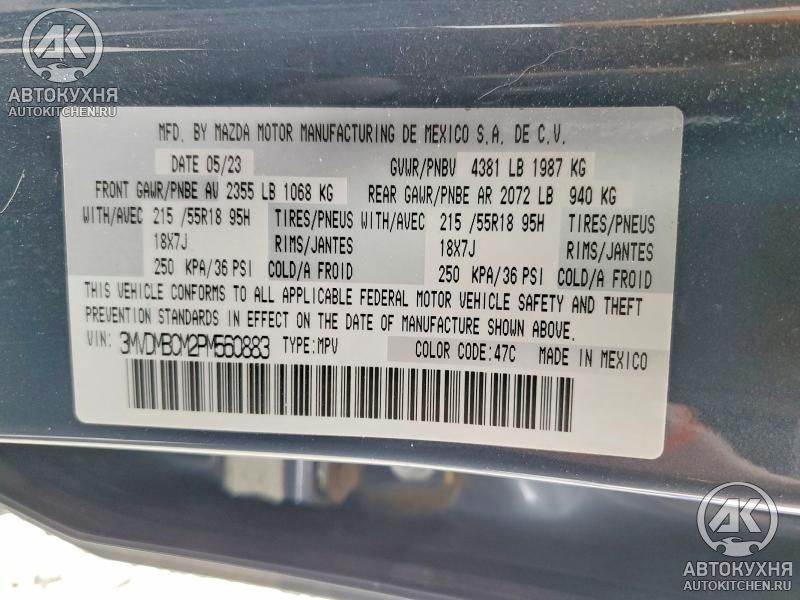 AK
АВТОКУХНЯ
AUTOKITCHEN.RU
MFD. BY MAZDA MOTOR MANUFACTURING DE MEXICO S.A. DE C.V.
DATE 05/23 GVWR/PNBV 4381 LB 1987 KG
FRONT GAWR/PNBE AV 2355 LB 1068 KG REAR GAWR/PNBE AR 2072 LB 940 KG
WITH/AVEC 215 /55R18 95H TIRES/PNEUS WITH/AVEC 215 /55R18 95H TIRES/PNEUS
18X7J RIMS/JANTES 18X7J RIMS/JANTES
250 KPA/36 PSI COLD/A FROID 250 KPA/36 PSI COLD/A FROID
THIS VEHICLE CONFORMS TO ALL APPLICABLE FEDERAL MOTOR VEHICLE SAFETY AND THEFT
PREVENTION STANDARDS IN EFFECT ON THE DATE OF MANUFACTURE SHOWN ABOVE.
VIN: 3MVDMBCM2PM560883 TYPE:MPV COLOR CODE:47C MADE IN MEXICO
AK
АВТОКУХНЯ
AUTOKITCHEN.RU